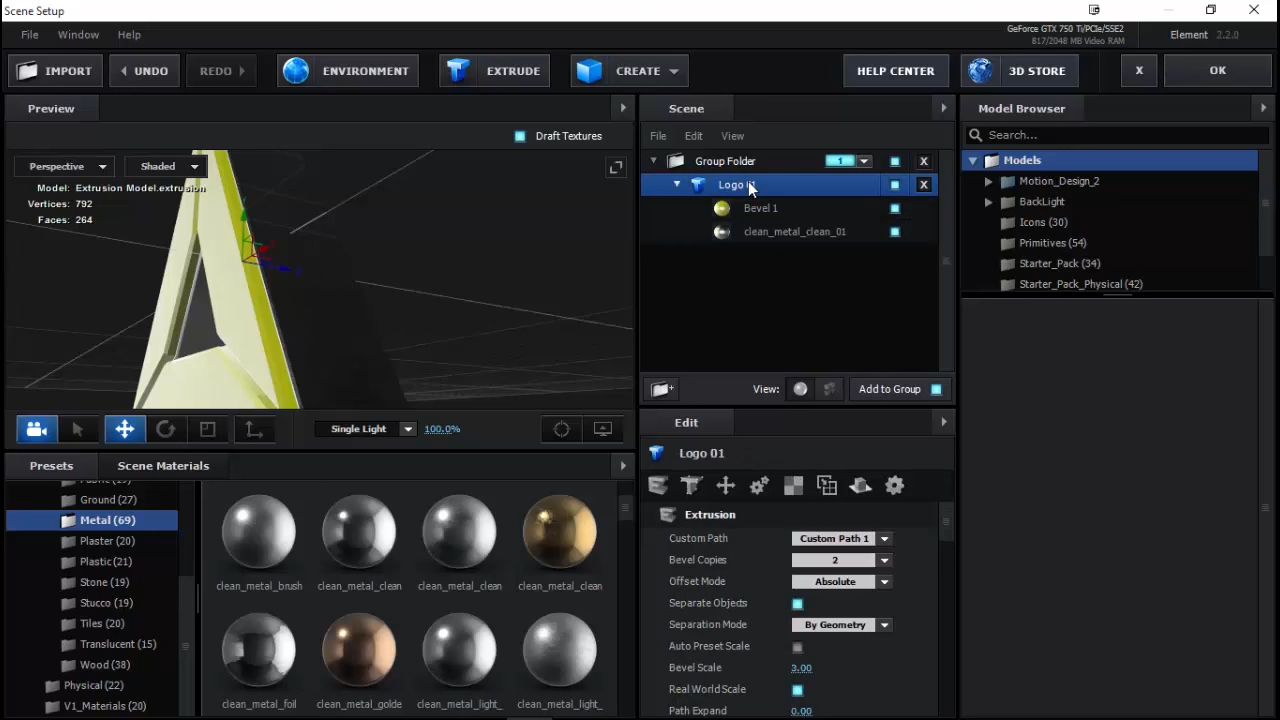 Scene Setup
File Window Help
GeForce GTX 750 Ti/PCIe/SSE2
817/2048 MB Video RAM
Element 2.2.0
IMPORT UNDO REDO ENVIRONMENT EXTRUDE CREATE HELP CENTER 3D STORE X OK
Preview
Draft Textures
Perspective Shaded
Model: Extrusion Model.extrusion
Vertices: 792
Faces: 264
Single Light 100.0%
Scene
File Edit View
Group Folder 1 X
Logo 01 X
Bevel 1
clean_metal_clean_01
View: Add to Group
Model Browser
Search...
Models
Motion_Design_2
BackLight
Icons (30)
Primitives (54)
Starter_Pack (34)
Starter_Pack_Physical (42)
Presets Scene Materials
Ground (27)
Metal (69)
Plaster (20)
Plastic (21)
Stone (19)
Stucco (19)
Tiles (20)
Translucent (15)
Wood (38)
Physical (22)
V1_Materials (20)
clean_metal_brush clean_metal_clean clean_metal_clean clean_metal_clean
clean_metal_foil clean_metal_golde clean_metal_light_ clean_metal_light_
Edit
Logo 01
Extrusion
Custom Path Custom Path 1
Bevel Copies 2
Offset Mode Absolute
Separate Objects
Separation Mode By Geometry
Auto Preset Scale
Bevel Scale 3.00
Real World Scale
Path Expand 0.00